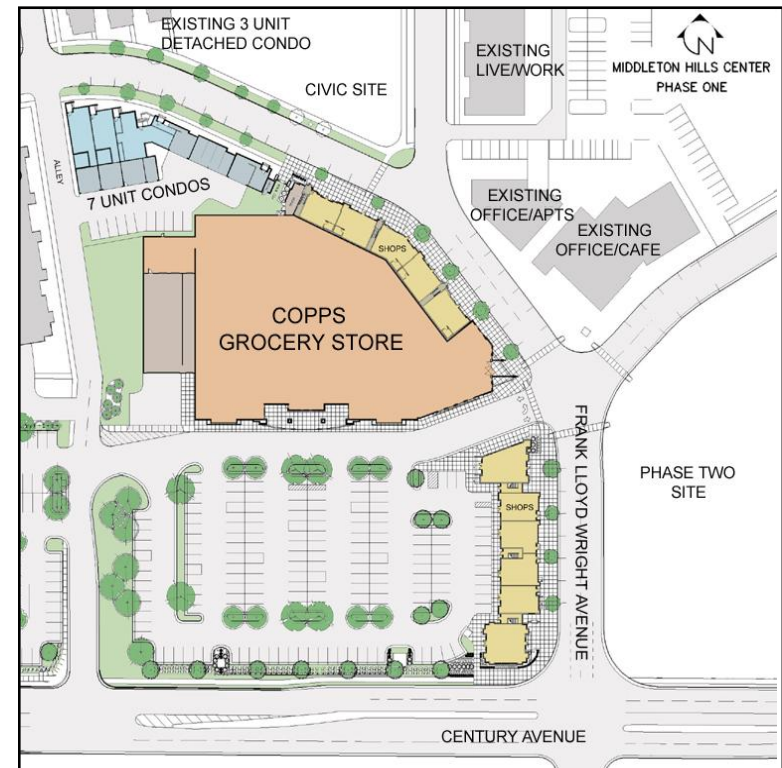 EXISTING 3 UNIT
DETACHED CONDO
CIVIC SITE
EXISTING
LIVE/WORK
N
MIDDLETON HILLS CENTER
PHASE ONE
ALLEY
7 UNIT CONDOS
EXISTING
OFFICE/APTS
EXISTING
OFFICE/CAFE
SHOPS
COPPS
GROCERY STORE
FRANK LLOYD WRIGHT AVENUE
PHASE TWO
SITE
SHOPS
CENTURY AVENUE